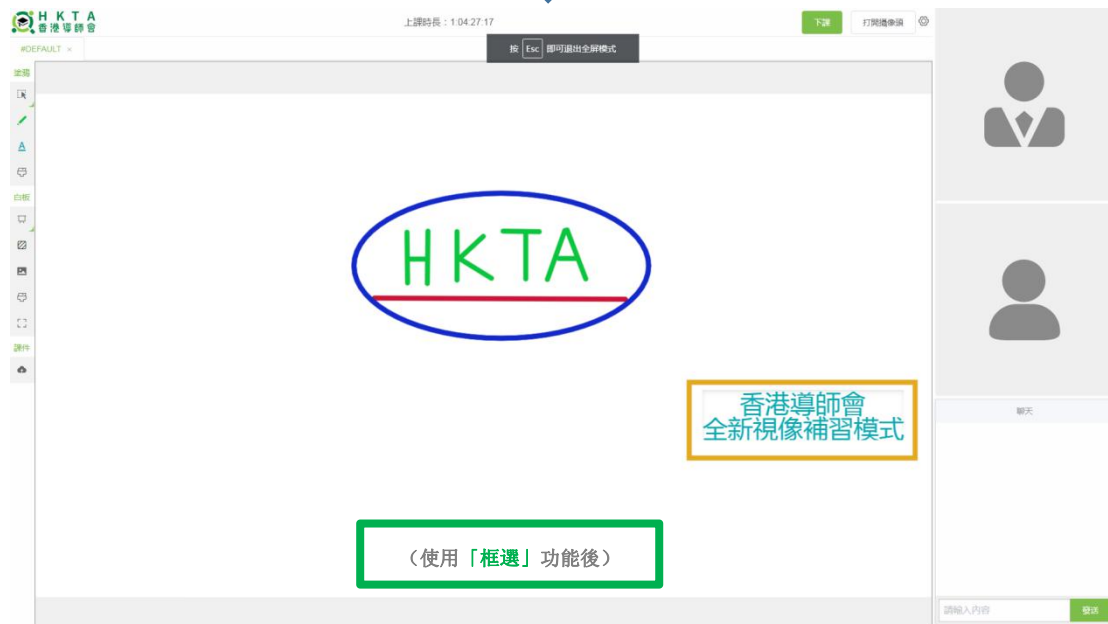 HKTA
香港導師會
上課時長：1:04:27:17
下課
打開攝像頭
#DEFAULT ×
按 Esc 即可退出全屏模式
塗鴉
A
白板
課件
HKTA
香港導師會
全新視像補習模式
（使用「框選」功能後）
聊天
請輸入內容
發送